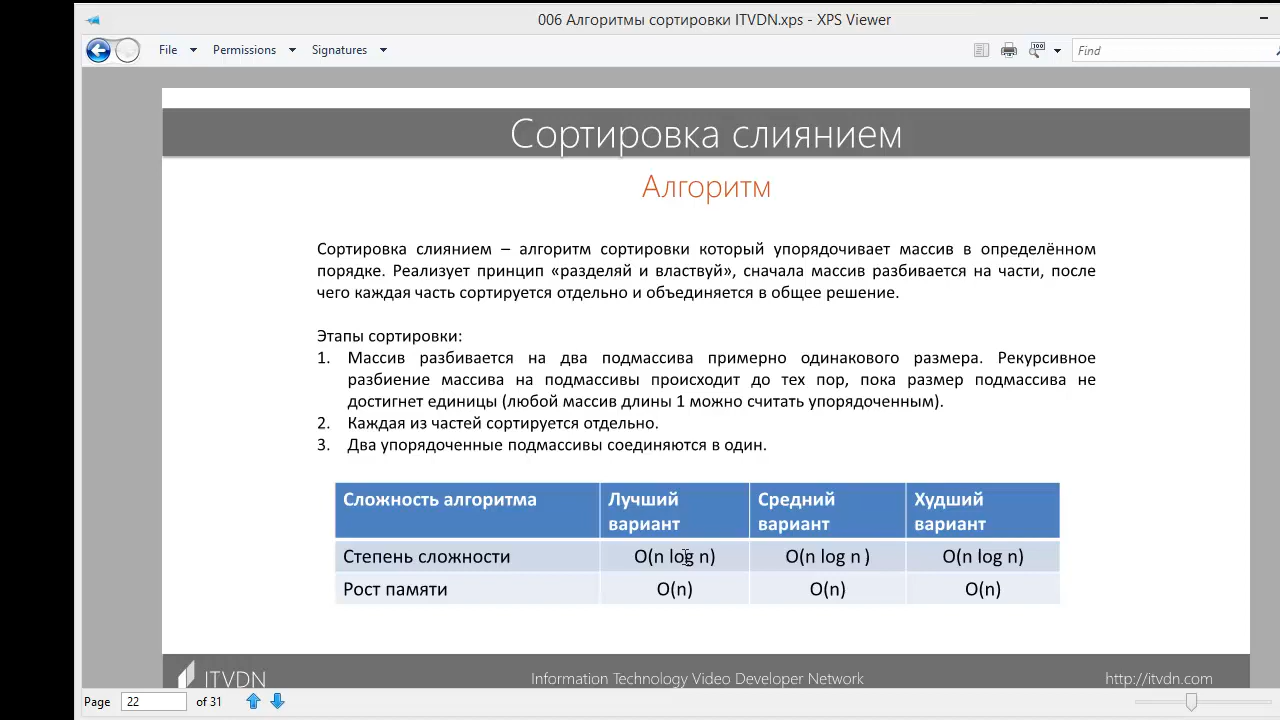 006 Алгоритмы сортировки ITVDN.xps - XPS Viewer
File Permissions Signatures Find
Сортировка слиянием
Алгоритм
Сортировка слиянием – алгоритм сортировки который упорядочивает массив в определённом
порядке. Реализует принцип «разделяй и властвуй», сначала массив разбивается на части, после
чего каждая часть сортируется отдельно и объединяется в общее решение.
Этапы сортировки:
1. Массив разбивается на два подмассива примерно одинакового размера. Рекурсивное
разбиение массива на подмассивы происходит до тех пор, пока размер подмассива не
достигнет единицы (любой массив длины 1 можно считать упорядоченным).
2. Каждая из частей сортируется отдельно.
3. Два упорядоченные подмассивы соединяются в один.
Сложность алгоритма Лучший вариант Средний вариант Худший вариант
Степень сложности O(n log n) O(n log n ) O(n log n)
Рост памяти O(n) O(n) O(n)
ITVDN Information Technology Video Developer Network http://itvdn.com
Page 22 of 31